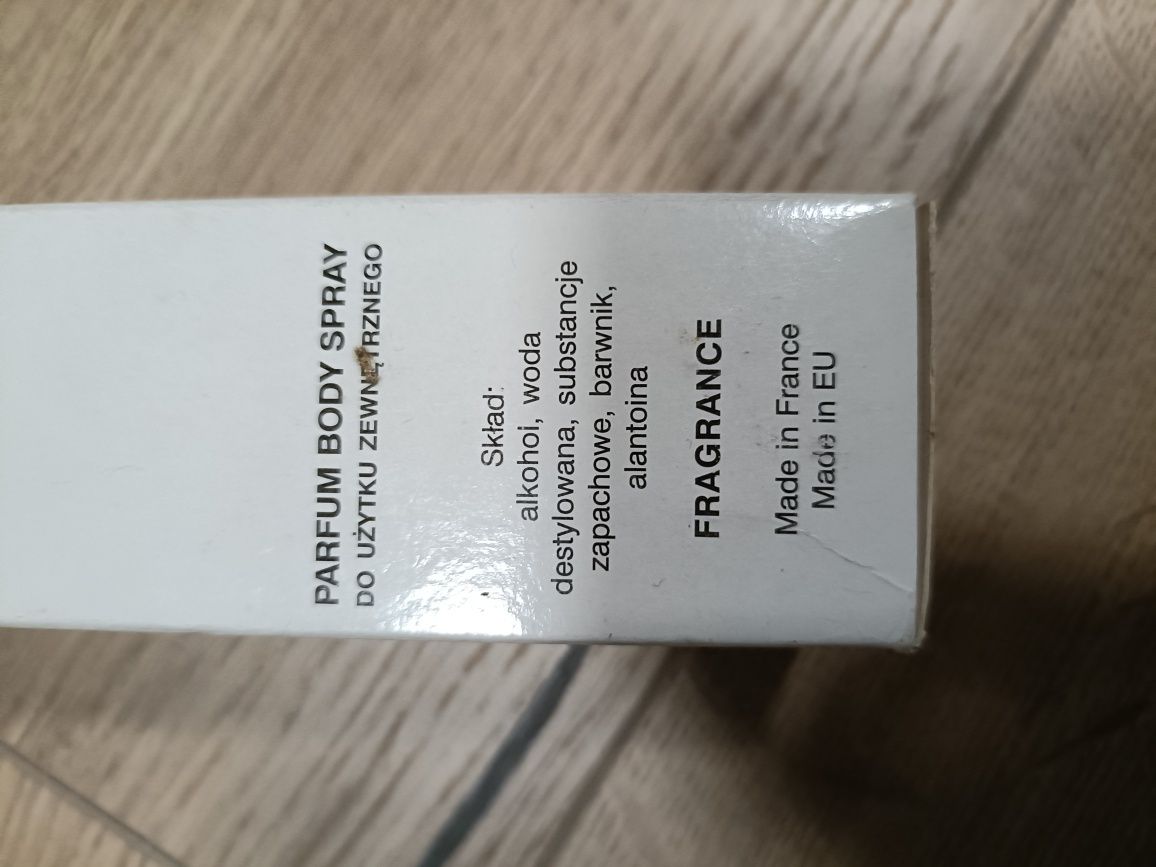 PARFUM BODY SPRAY
DO UŻYTKU ZEWNĘTRZNEGO
Skład:
alkohol, woda
destylowana, substancje
zapachowe, barwnik,
alantoina
FRAGRANCE
Made in France
Made in EU